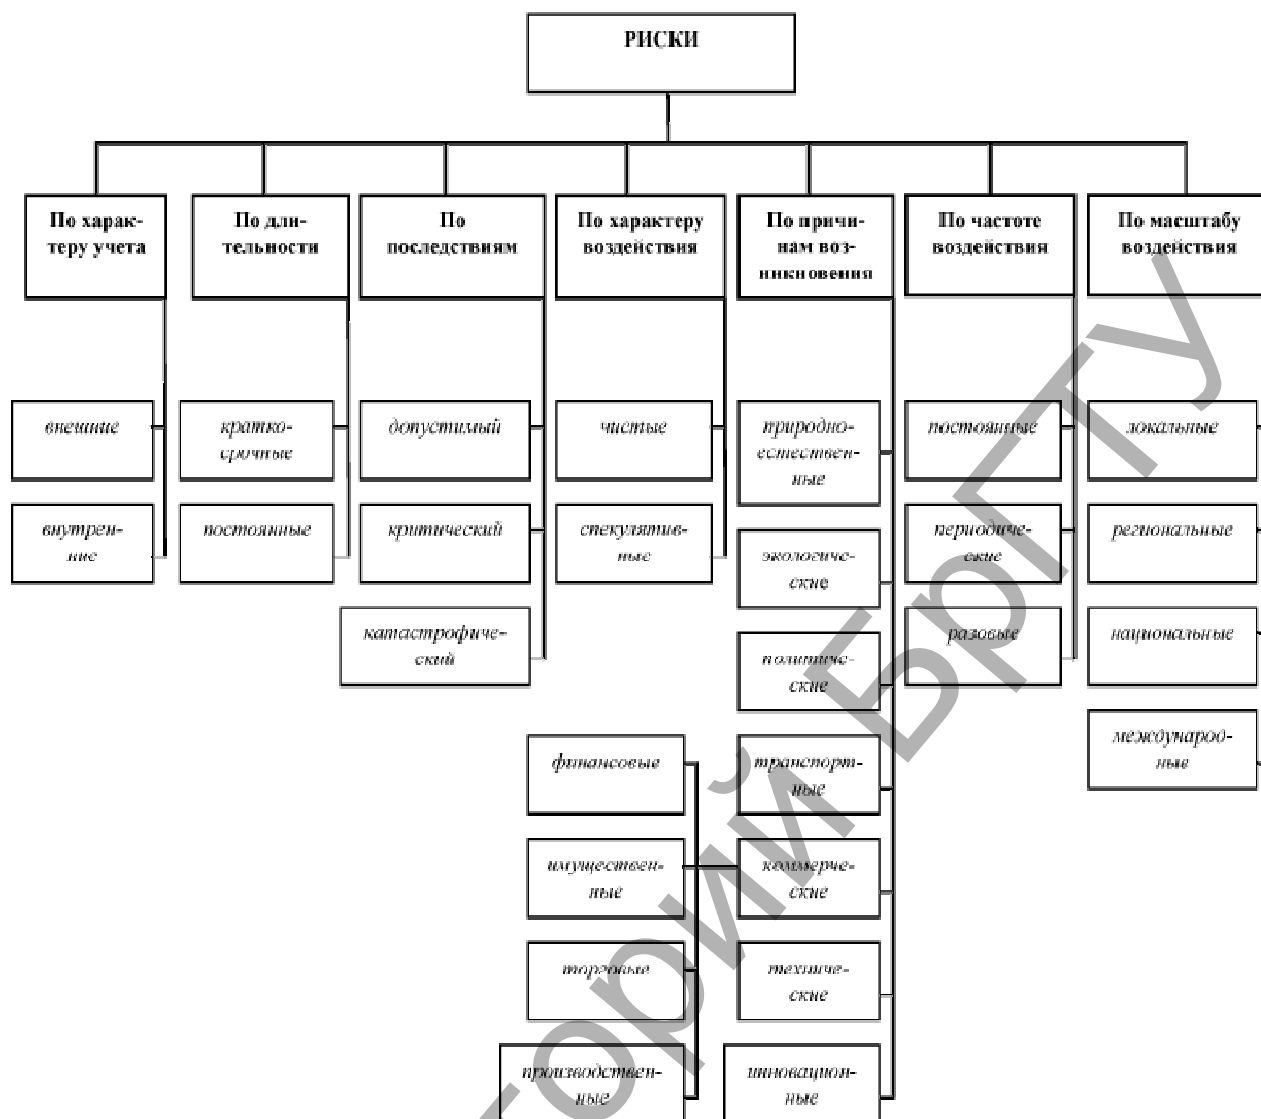 РИСКИ
По харак-
теру учета
По дли-
тельности
По
последствиям
По характеру
воздействия
По причи-
нам воз-
никновения
По частоте
воздействия
По масштабу
воздействия
внешние
внутрен-
ние
кратко-
срочные
постоянные
допустимый
критический
катастрофиче-
ский
чистые
спекулятив-
ные
природно-
естествен-
ные
экологиче-
ские
политиче-
ские
транспорт-
ные
коммерче-
ские
техниче-
ские
инновацион-
ные
финансовые
имуществен-
ные
торговые
производствен-
ные
постоянные
периодиче-
ские
разовые
локальные
региональные
национальные
международ-
ные
торий БрГТУ